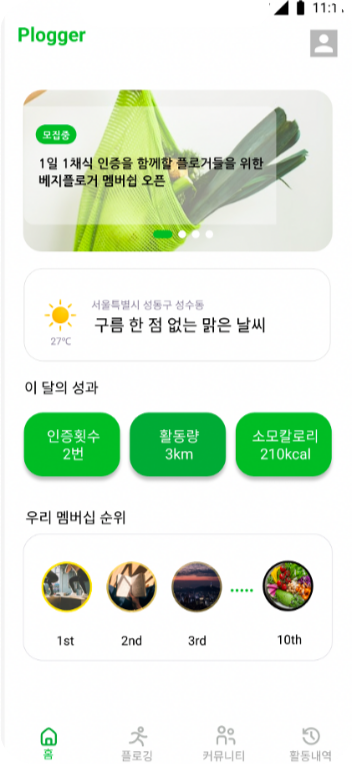 11:1
Plogger
모집중
1일 1채식 인증을 함께할 플로거들을 위한
베지플로거 멤버쉽 오픈
서울특별시 성동구 성수동
구름 한 점 없는 맑은 날씨
27℃
이 달의 성과
인증횟수 활동량 소모칼로리
2번 3km 210kcal
우리 멤버십 순위
1st 2nd 3rd 10th
홈 플로깅 커뮤니티 활동내역